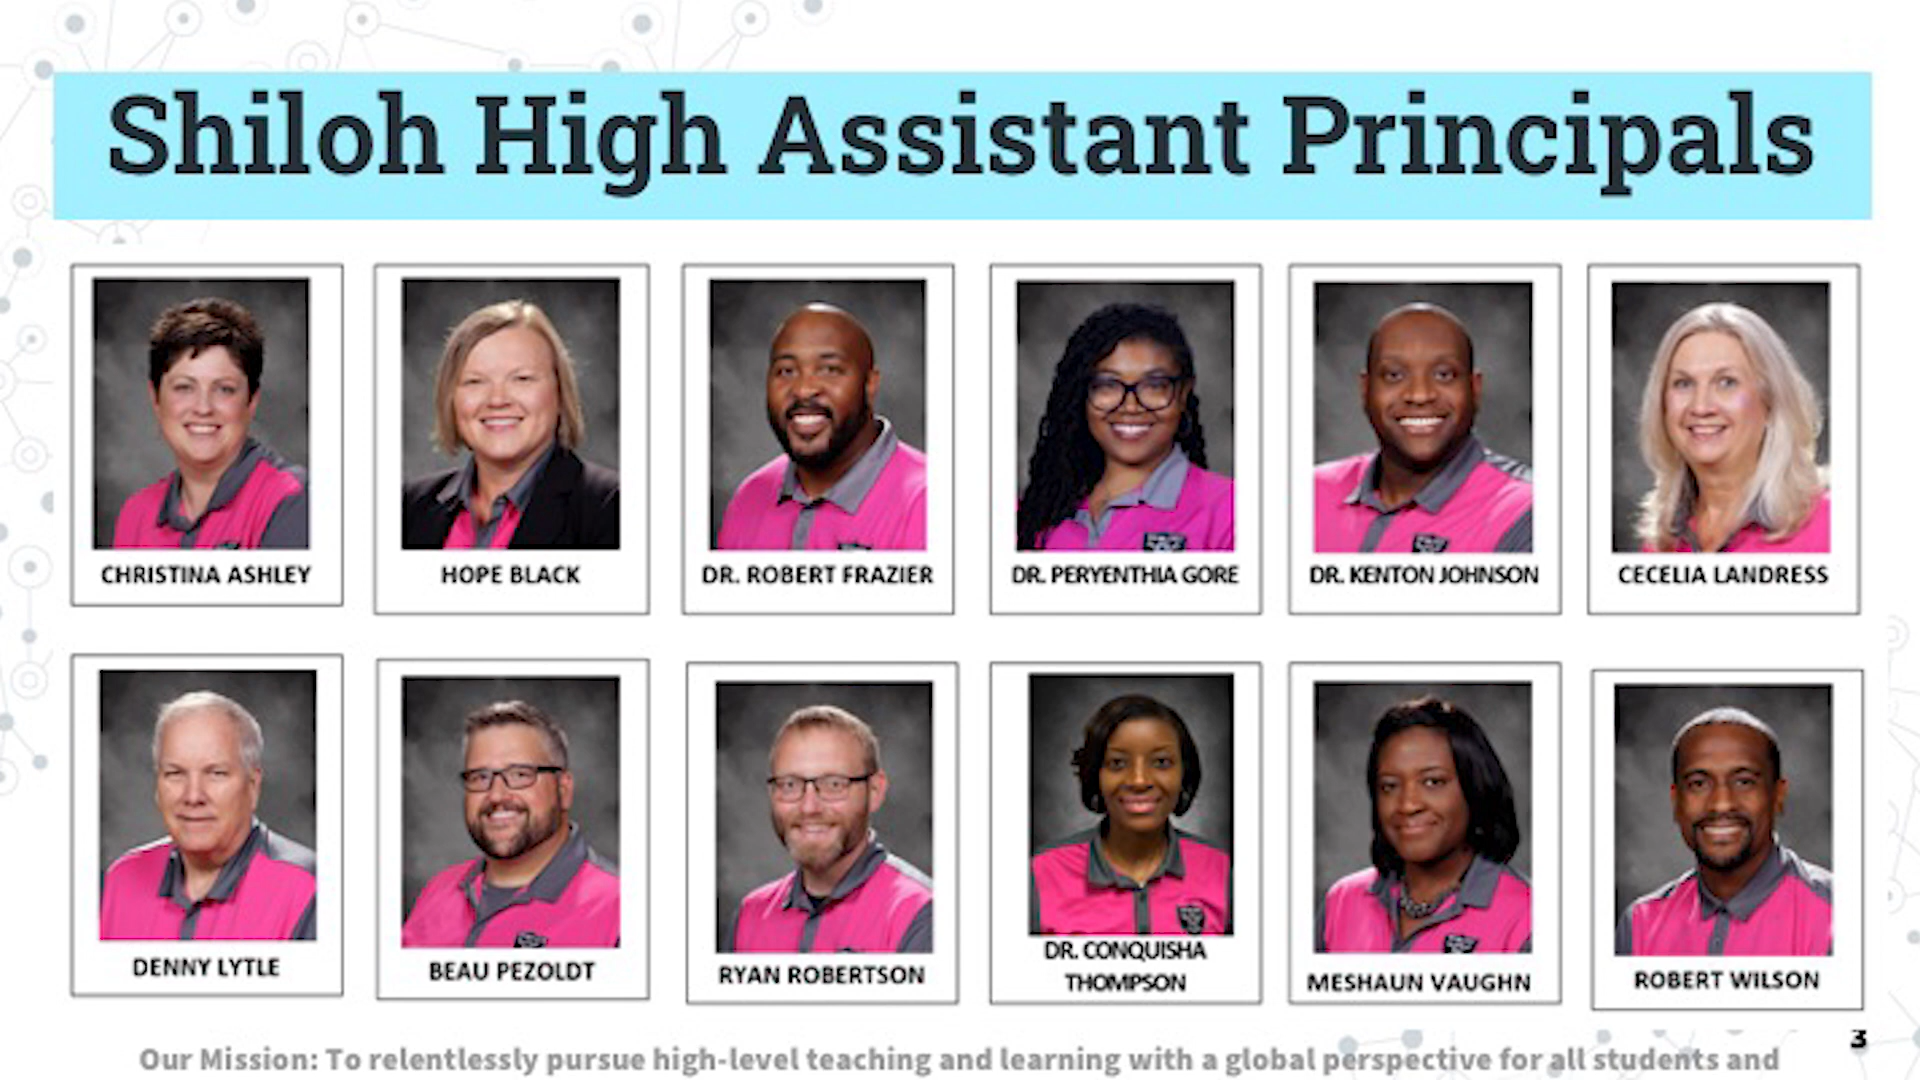 Shiloh High Assistant Principals
CHRISTINA ASHLEY
HOPE BLACK
DR. ROBERT FRAZIER
DR. PERYENTHIA GORE
DR. KENTON JOHNSON
CECELIA LANDRESS
DENNY LYTLE
BEAU PEZOLDT
RYAN ROBERTSON
DR. CONQUISHA
THOMPSON
MESHAUN VAUGHN
ROBERT WILSON
3
Our Mission: To relentlessly pursue high-level teaching and learning with a global perspective for all students and